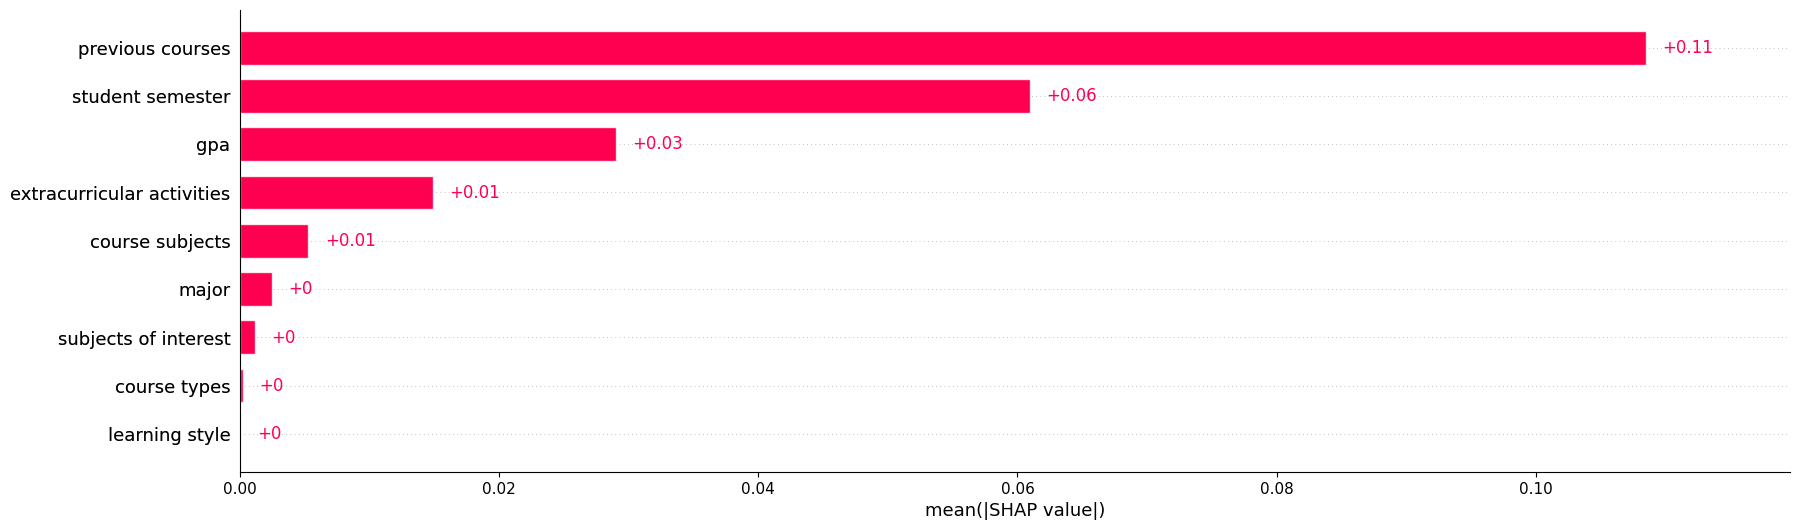 previous courses +0.11
student semester +0.06
gpa +0.03
extracurricular activities +0.01
course subjects +0.01
major +0
subjects of interest +0
course types +0
learning style +0
0.00 0.02 0.04 0.06 0.08 0.10
mean(|SHAP value|)